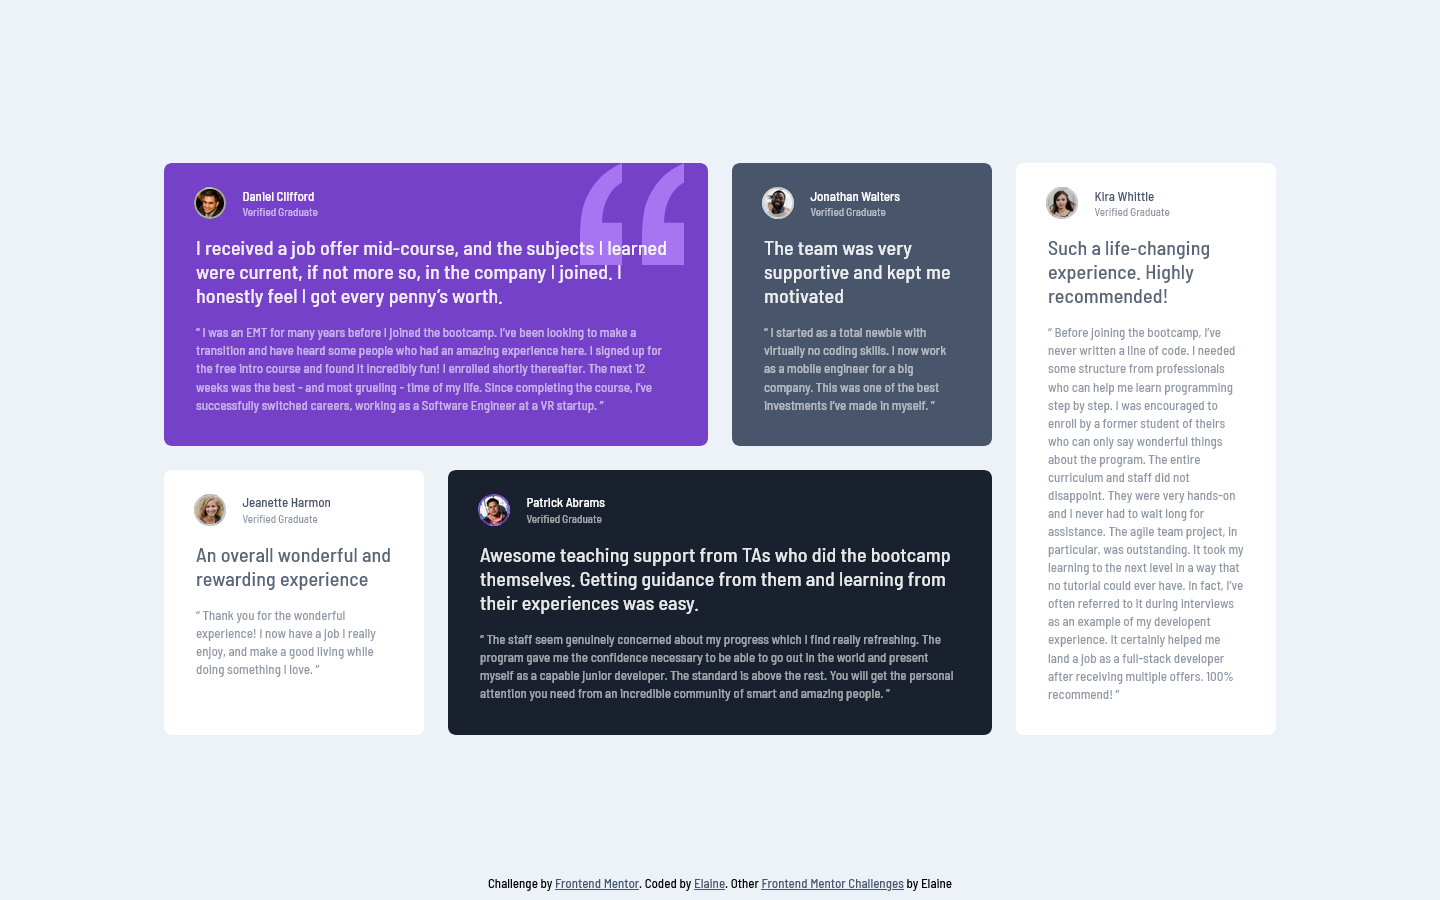 Daniel Clifford
Verified Graduate
I received a job offer mid-course, and the subjects I learned
were current, if not more so, in the company I joined. I
honestly feel I got every penny’s worth.
“ I was an EMT for many years before I joined the bootcamp. I’ve been looking to make a
transition and have heard some people who had an amazing experience here. I signed up for
the free intro course and found it incredibly fun! I enrolled shortly thereafter. The next 12
weeks was the best - and most grueling - time of my life. Since completing the course, I’ve
successfully switched careers, working as a Software Engineer at a VR startup. ”
Jonathan Walters
Verified Graduate
The team was very
supportive and kept me
motivated
“ I started as a total newbie with
virtually no coding skills. I now work
as a mobile engineer for a big
company. This was one of the best
investments I’ve made in myself. ”
Kira Whittle
Verified Graduate
Such a life-changing
experience. Highly
recommended!
“ Before joining the bootcamp, I’ve
never written a line of code. I needed
some structure from professionals
who can help me learn programming
step by step. I was encouraged to
enroll by a former student of theirs
who can only say wonderful things
about the program. The entire
curriculum and staff did not
disappoint. They were very hands-on
and I never had to wait long for
assistance. The agile team project, in
particular, was outstanding. It took my
learning to the next level in a way that
no tutorial could ever have. In fact, I’ve
often referred to it during interviews
as an example of my developent
experience. It certainly helped me
land a job as a full-stack developer
after receiving multiple offers. 100%
recommend! ”
Jeanette Harmon
Verified Graduate
An overall wonderful and
rewarding experience
“ Thank you for the wonderful
experience! I now have a job I really
enjoy, and make a good living while
doing something I love. ”
Patrick Abrams
Verified Graduate
Awesome teaching support from TAs who did the bootcamp
themselves. Getting guidance from them and learning from
their experiences was easy.
“ The staff seem genuinely concerned about my progress which I find really refreshing. The
program gave me the confidence necessary to be able to go out in the world and present
myself as a capable junior developer. The standard is above the rest. You will get the personal
attention you need from an incredible community of smart and amazing people. ”
Challenge by Frontend Mentor. Coded by Elaine. Other Frontend Mentor Challenges by Elaine